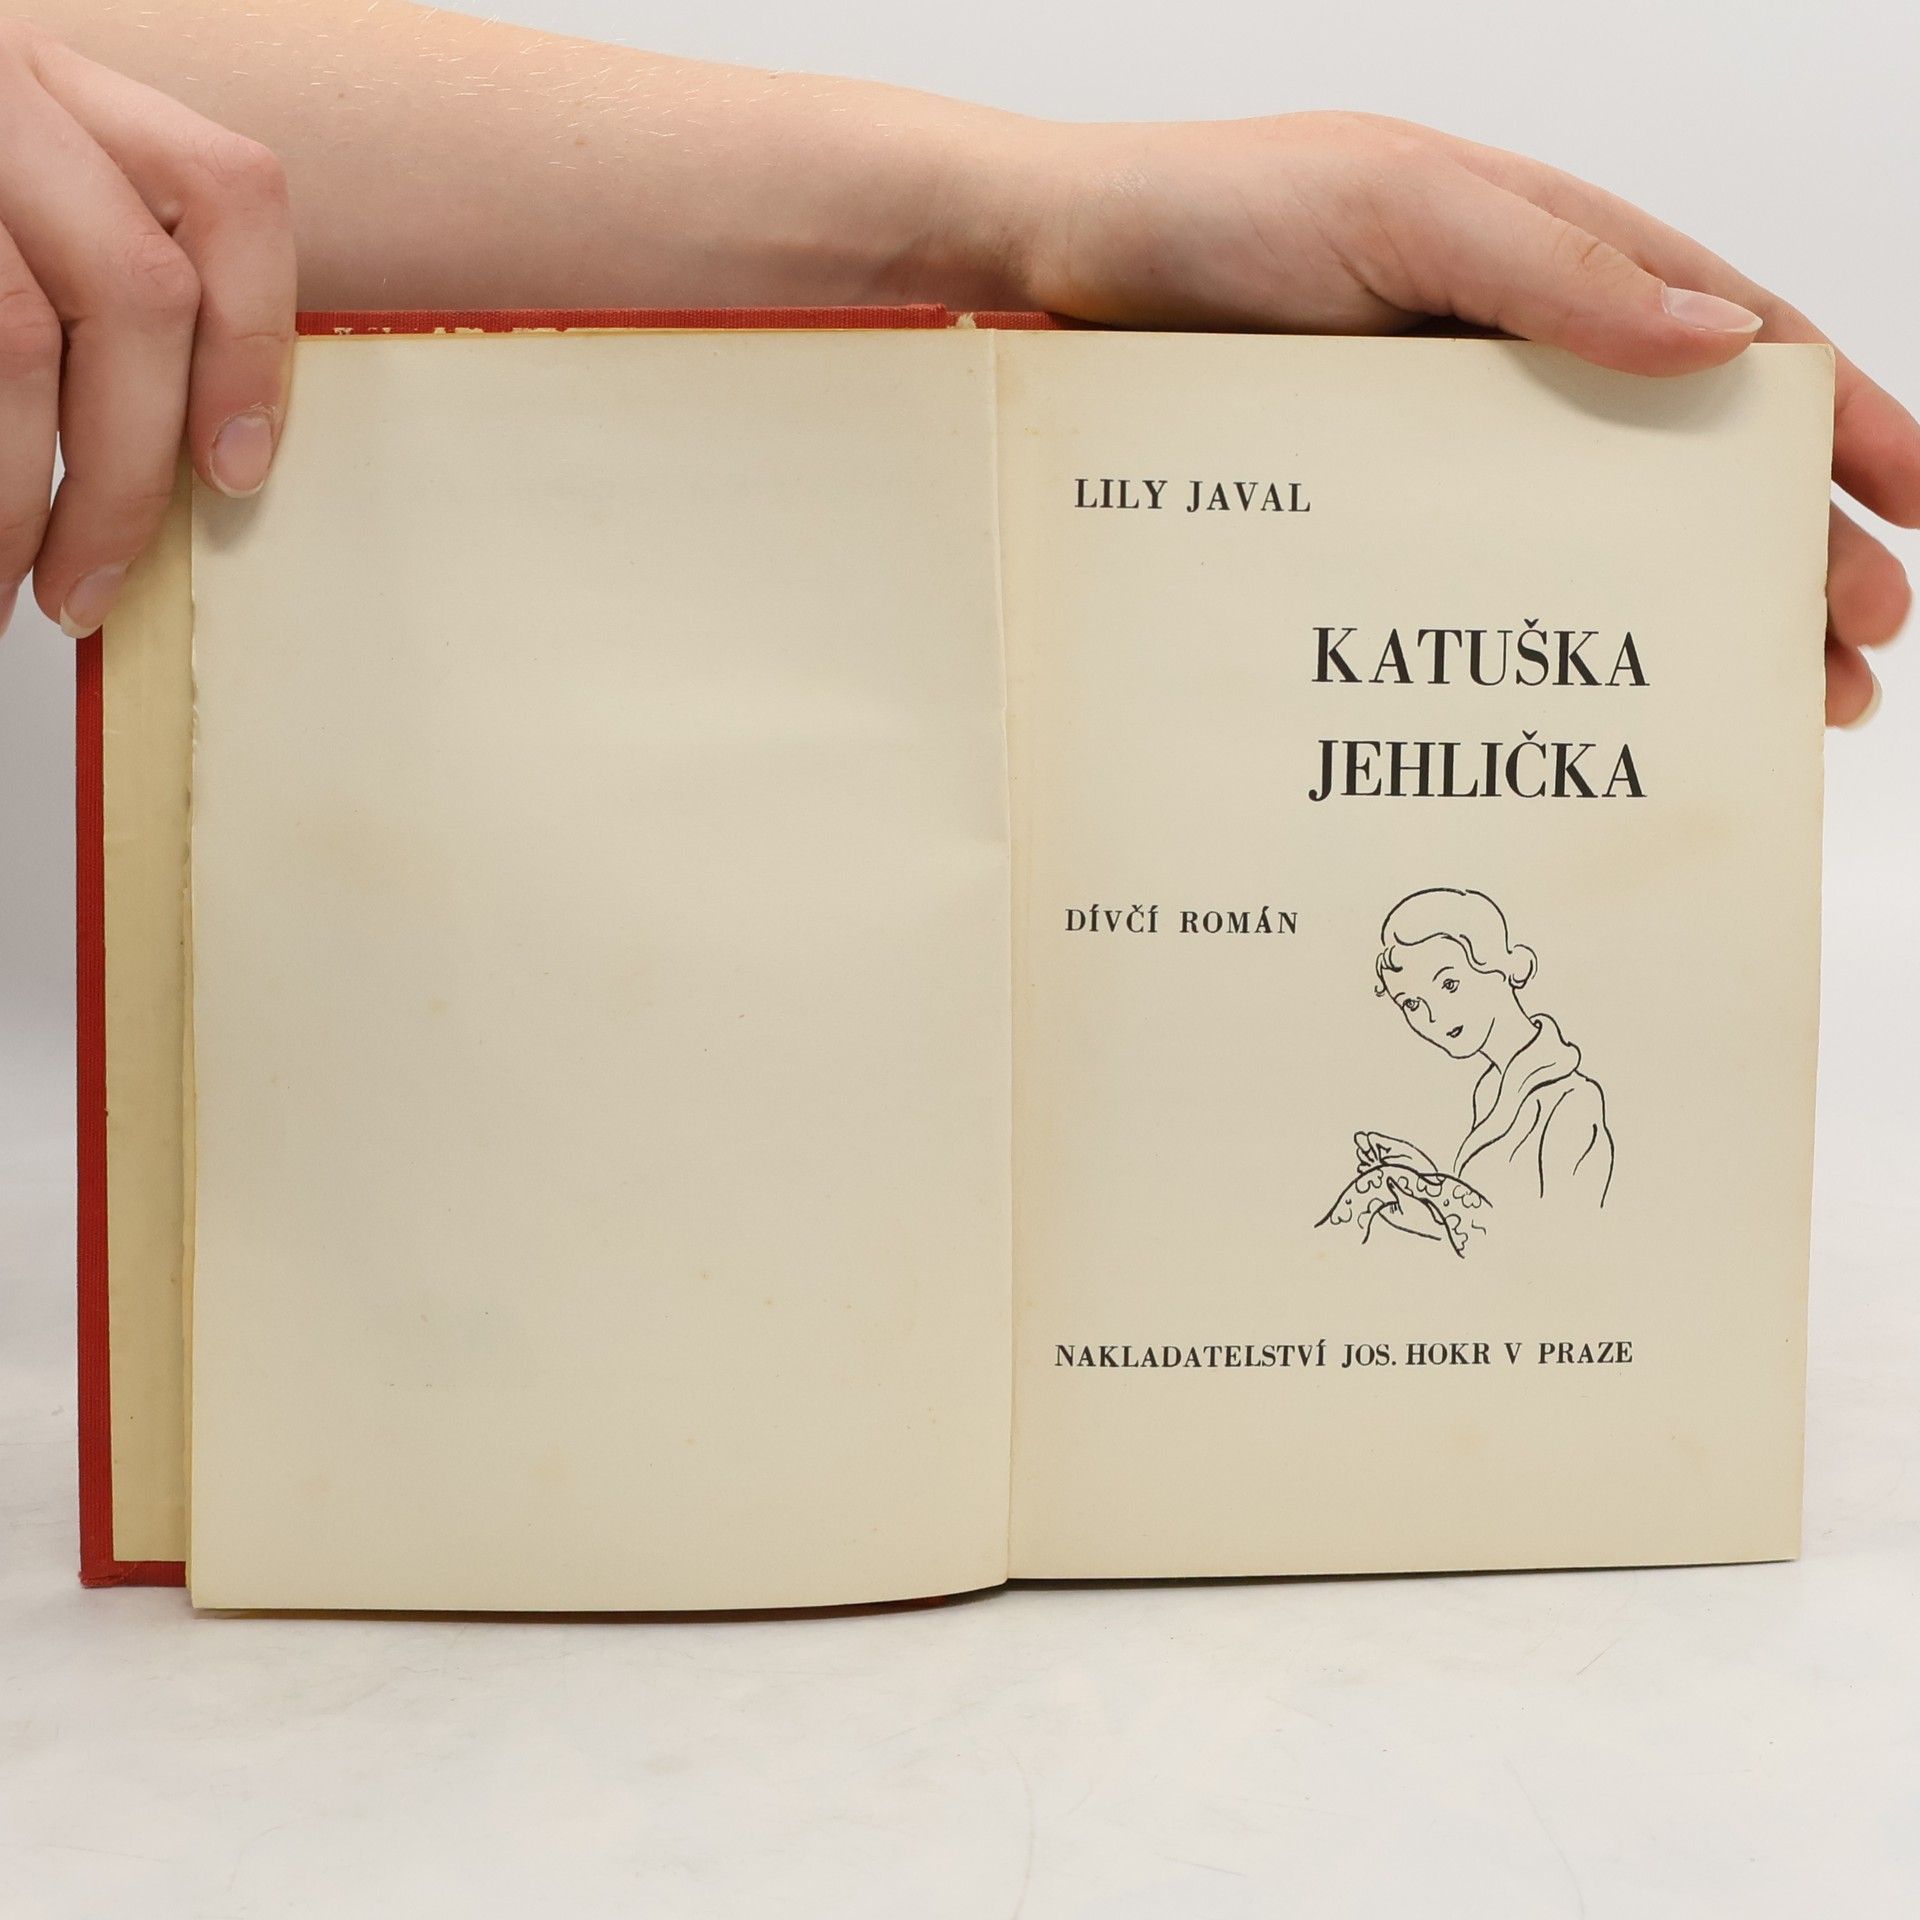 LILY JAVAL
KATUŠKA
JEHLIČKA
DÍVČÍ ROMÁN
NAKLADATELSTVÍ JOS. HOKR V PRAZE